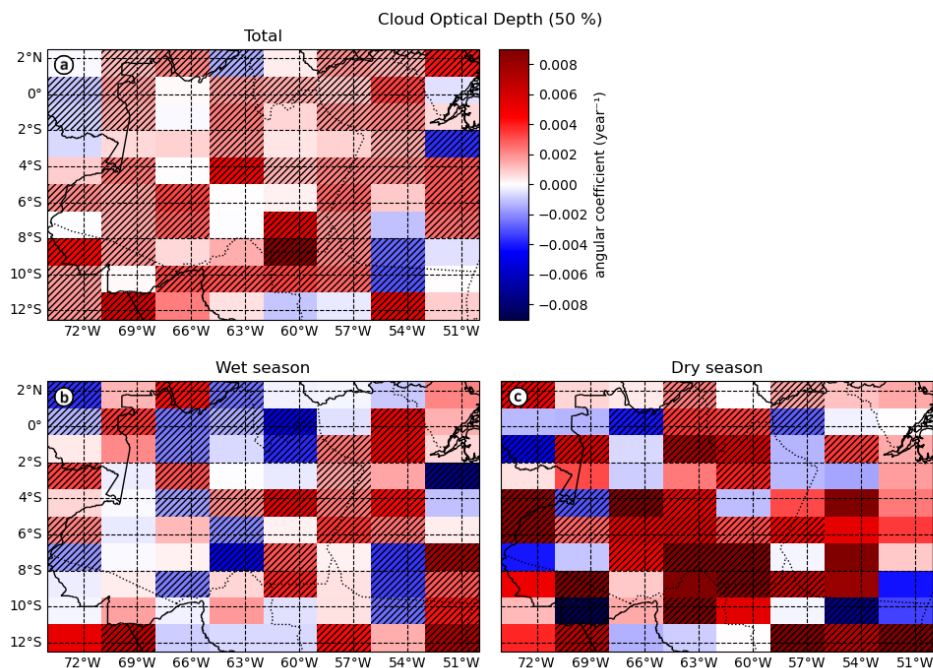 Cloud Optical Depth (50 %)
Total
a
2°N
0°
2°S
4°S
6°S
8°S
10°S
12°S
72°W 69°W 66°W 63°W 60°W 57°W 54°W 51°W
0.008
0.006
0.004
0.002
0.000
−0.002
−0.004
−0.006
−0.008
angular coefficient (year⁻¹)
Wet season
b
2°N
0°
2°S
4°S
6°S
8°S
10°S
12°S
72°W 69°W 66°W 63°W 60°W 57°W 54°W 51°W
Dry season
c
72°W 69°W 66°W 63°W 60°W 57°W 54°W 51°W